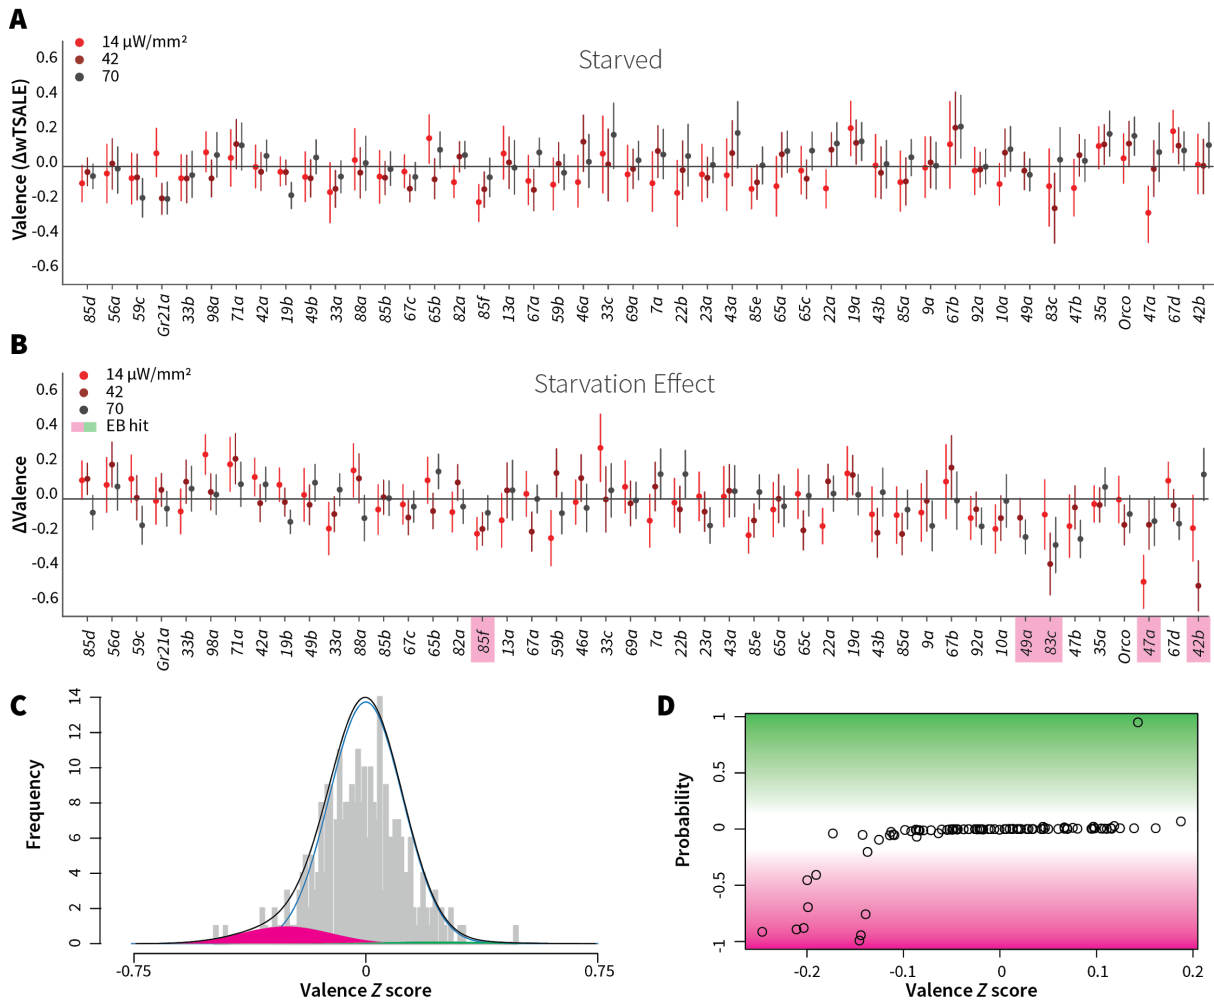 A
Starved
14 µW/mm²
42
70
Valence (ΔwTSALE)
0.6
0.4
0.2
0.0
-0.2
-0.4
-0.6
85d 56a 59c Gr21a 33b 98a 71a 42a 19b 49b 33a 88a 85b 67c 65b 82a 85f 13a 67a 59b 46a 33c 69a 7a 22b 23a 43a 85e 35a 65c 22a 19a 43b 85a 9a 67b 92a 10a 49a 83c 47b 35a Orco 47a 67d 42b
B
Starvation Effect
14 µW/mm²
42
70
EB hit
ΔValence
0.6
0.4
0.2
0.0
-0.2
-0.4
-0.6
85d 56a 59c Gr21a 33b 98a 71a 42a 19b 49b 33a 88a 85b 67c 65b 82a 85f 13a 67a 59b 46a 33c 69a 7a 22b 23a 43a 85e 35a 65c 22a 19a 43b 85a 9a 67b 92a 10a 49a 83c 47b 35a Orco 47a 67d 42b
C
Frequency
14
12
10
8
6
4
2
0
-0.75 0 0.75
Valence Z score
D
Probability
1
0.5
0
-0.5
-1
-0.2 -0.1 0 0.1 0.2
Valence Z score